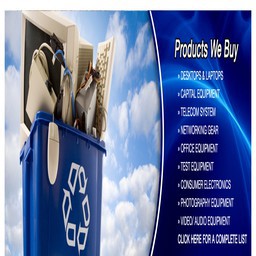 Products We Buy
» DESKTOPS & LAPTOPS
» CAPITAL EQUIPMENT
» TELECOM SYSTEM
» NETWORKING GEAR
» OFFICE EQUIPMENT
» TEST EQUIPMENT
» CONSUMER ELECTRONICS
» PHOTOGRAPHY EQUIPMENT
» VIDEO/ AUDIO EQUIPMENT
CLICK HERE FOR A COMPLETE LIST